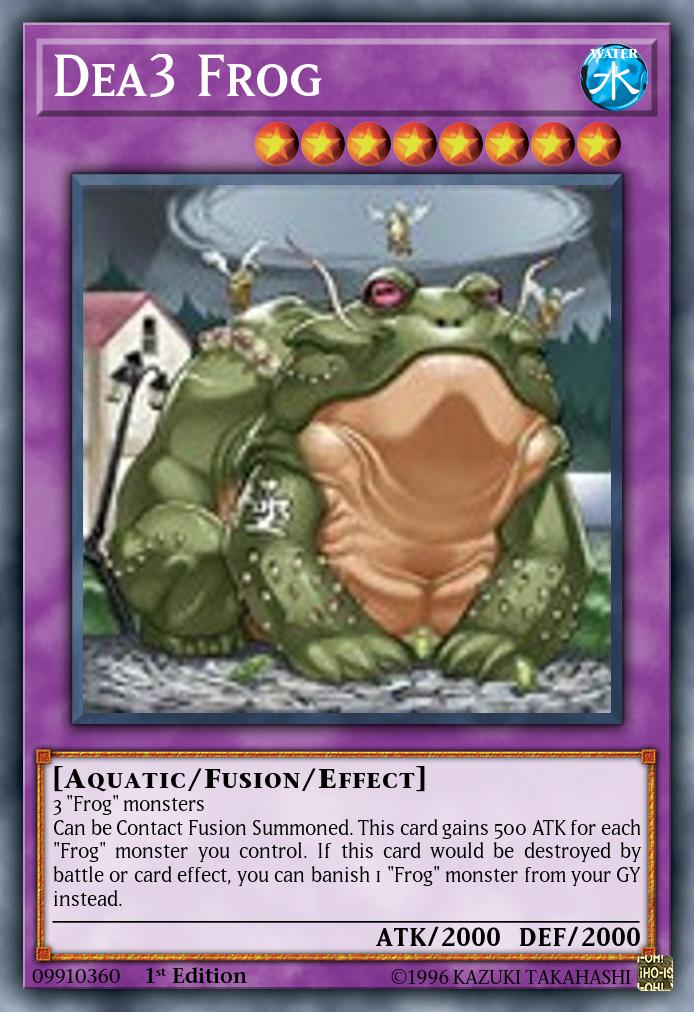 Dea3 Frog
WATER
水
[Aquatic/Fusion/Effect]
3 "Frog" monsters
Can be Contact Fusion Summoned. This card gains 500 ATK for each
"Frog" monster you control. If this card would be destroyed by
battle or card effect, you can banish 1 "Frog" monster from your GY
instead.
ATK/2000 DEF/2000
09910360 1st Edition ©1996 KAZUKI TAKAHASHI